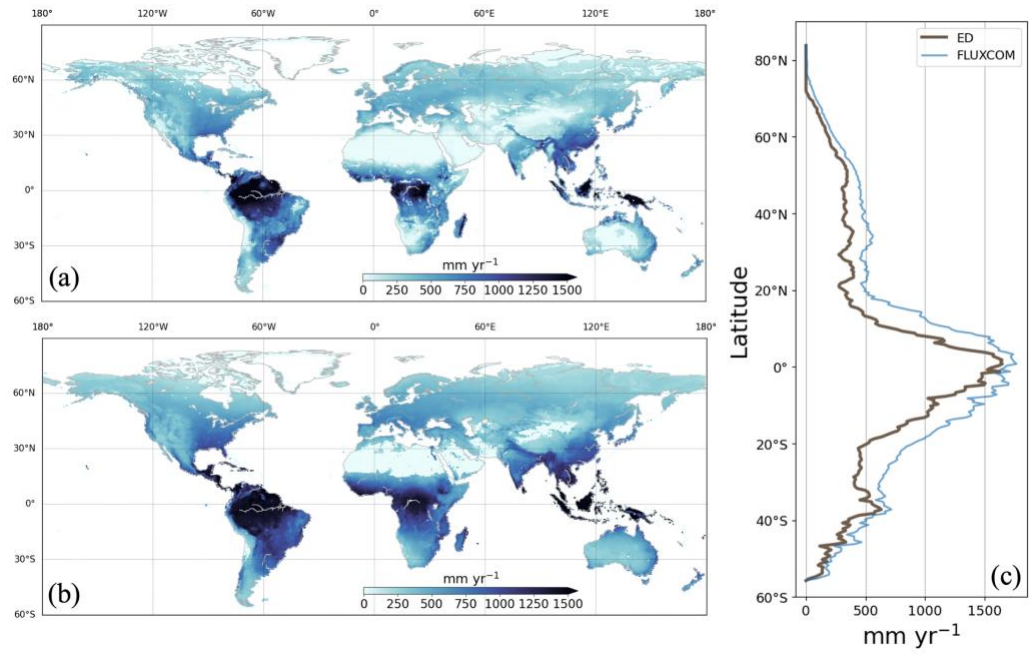 180° 120°W 60°W 0° 60°E 120°E 180°
60°N
30°N
0°
30°S
60°S
(a)
mm yr⁻¹
0 250 500 750 1000 1250 1500
180° 120°W 60°W 0° 60°E 120°E 180°
60°N
30°N
0°
30°S
60°S
(b)
mm yr⁻¹
0 250 500 750 1000 1250 1500
ED
FLUXCOM
80°N
60°N
40°N
20°N
0°
20°S
40°S
60°S
Latitude
(c)
0 500 1000 1500
mm yr⁻¹